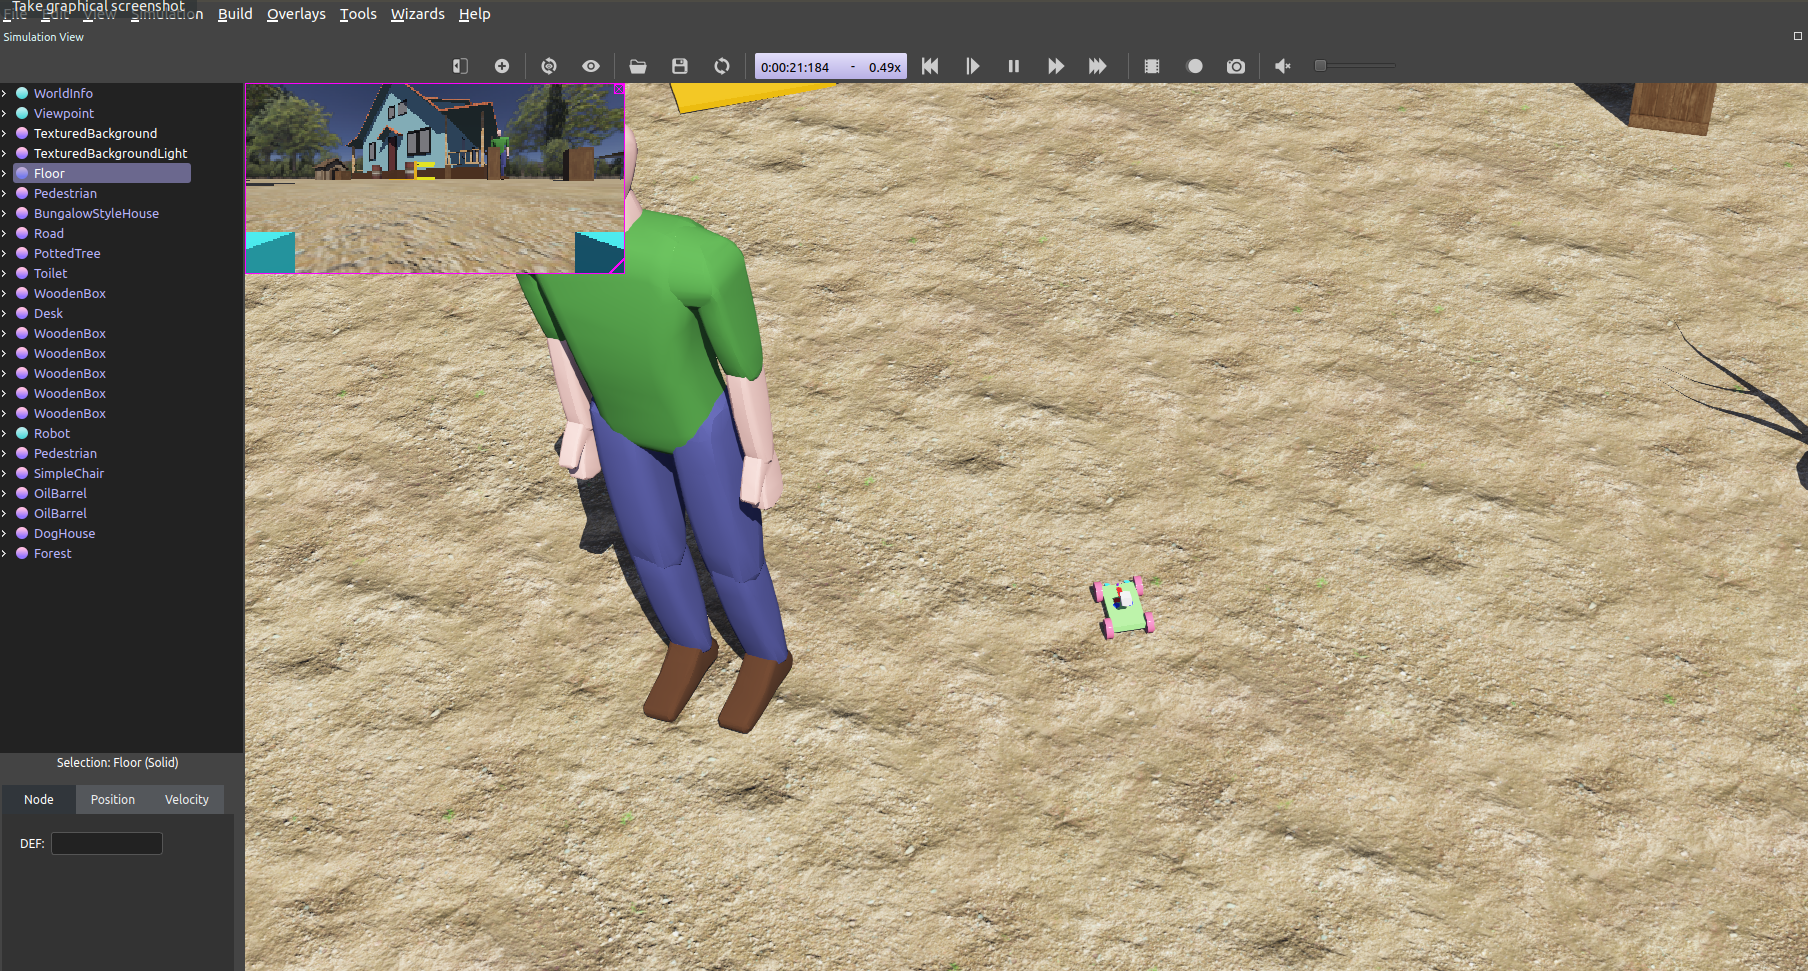 Take graphical screenshot
File Edit View Simulation Build Overlays Tools Wizards Help
Simulation View
0:00:21:184 - 0.49x
WorldInfo
Viewpoint
TexturedBackground
TexturedBackgroundLight
Floor
Pedestrian
BungalowStyleHouse
Road
PottedTree
Toilet
WoodenBox
Desk
WoodenBox
WoodenBox
WoodenBox
WoodenBox
WoodenBox
Robot
Pedestrian
SimpleChair
OilBarrel
OilBarrel
DogHouse
Forest
Selection: Floor (Solid)
Node Position Velocity
DEF: